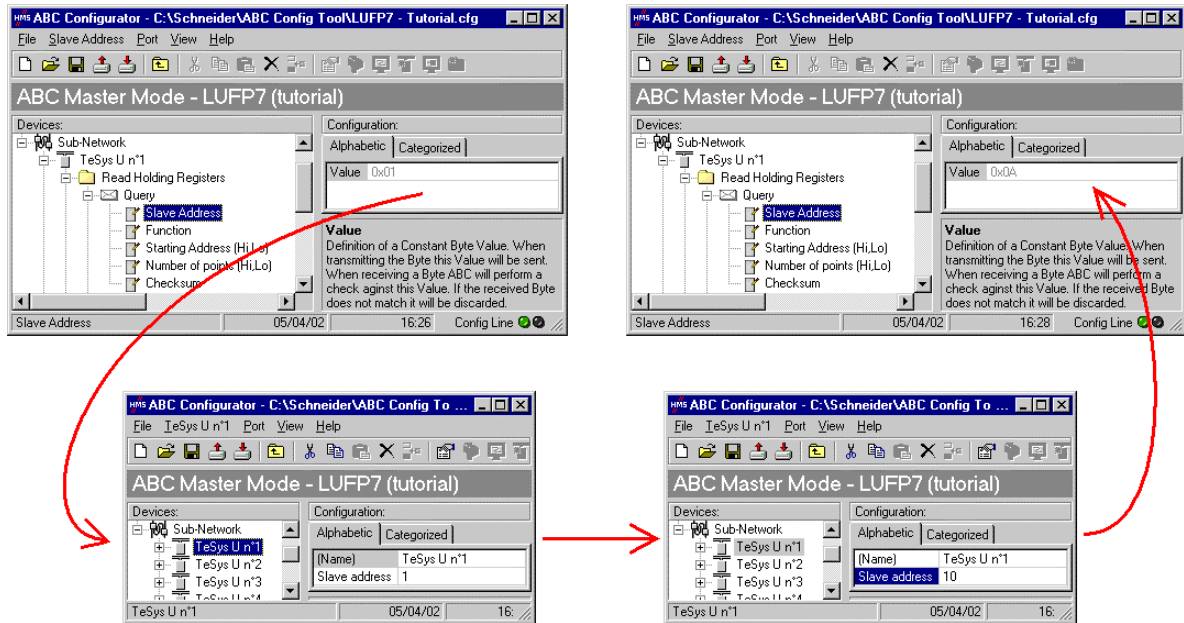 HMS ABC Configurator - C:\Schneider\ABC Config Tool\LUFP7 - Tutorial.cfg
File Slave Address Port View Help
ABC Master Mode - LUFP7 (tutorial)
Devices:
Sub-Network
TeSys U n°1
Read Holding Registers
Query
Slave Address
Function
Starting Address (Hi,Lo)
Number of points (Hi,Lo)
Checksum
Configuration:
Alphabetic Categorized
Value 0x01
Value
Definition of a Constant Byte Value. When
transmitting the Byte this Value will be sent.
When receiving a Byte ABC will perform a
check aginst this Value. If the received Byte
does not match it will be discarded.
Slave Address 05/04/02 16:26 Config Line
HMS ABC Configurator - C:\Schneider\ABC Config Tool\LUFP7 - Tutorial.cfg
File Slave Address Port View Help
ABC Master Mode - LUFP7 (tutorial)
Devices:
Sub-Network
TeSys U n°1
Read Holding Registers
Query
Slave Address
Function
Starting Address (Hi,Lo)
Number of points (Hi,Lo)
Checksum
Configuration:
Alphabetic Categorized
Value 0x0A
Value
Definition of a Constant Byte Value. When
transmitting the Byte this Value will be sent.
When receiving a Byte ABC will perform a
check aginst this Value. If the received Byte
does not match it will be discarded.
Slave Address 05/04/02 16:28 Config Line
HMS ABC Configurator - C:\Schneider\ABC Config To ...
File TeSys U n°1 Port View Help
ABC Master Mode - LUFP7 (tutorial)
Devices:
Sub-Network
TeSys U n°1
TeSys U n°2
TeSys U n°3
TeSys U n°4
Configuration:
Alphabetic Categorized
(Name) TeSys U n°1
Slave address 1
TeSys U n°1 05/04/02 16:
HMS ABC Configurator - C:\Schneider\ABC Config To ...
File TeSys U n°1 Port View Help
ABC Master Mode - LUFP7 (tutorial)
Devices:
Sub-Network
TeSys U n°1
TeSys U n°2
TeSys U n°3
TeSys U n°4
Configuration:
Alphabetic Categorized
(Name) TeSys U n°1
Slave address 10
TeSys U n°1 05/04/02 16: